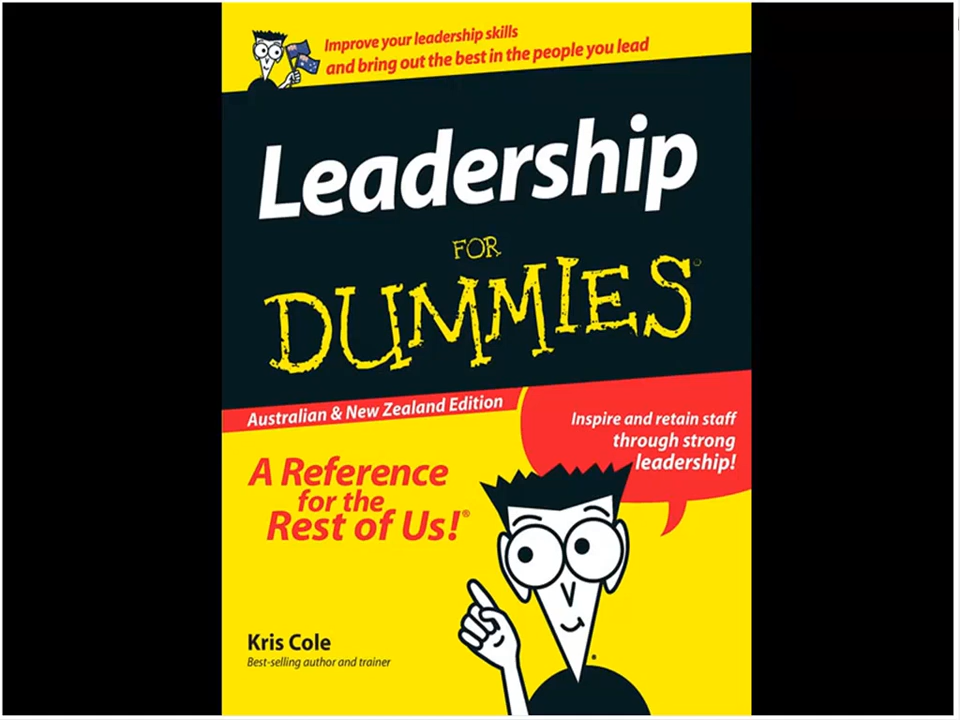 Improve your leadership skills
and bring out the best in the people you lead
Leadership
FOR
DUMMIES®
Australian & New Zealand Edition
Inspire and retain staff
through strong
leadership!
A Reference
for the
Rest of Us!®
Kris Cole
Best-selling author and trainer